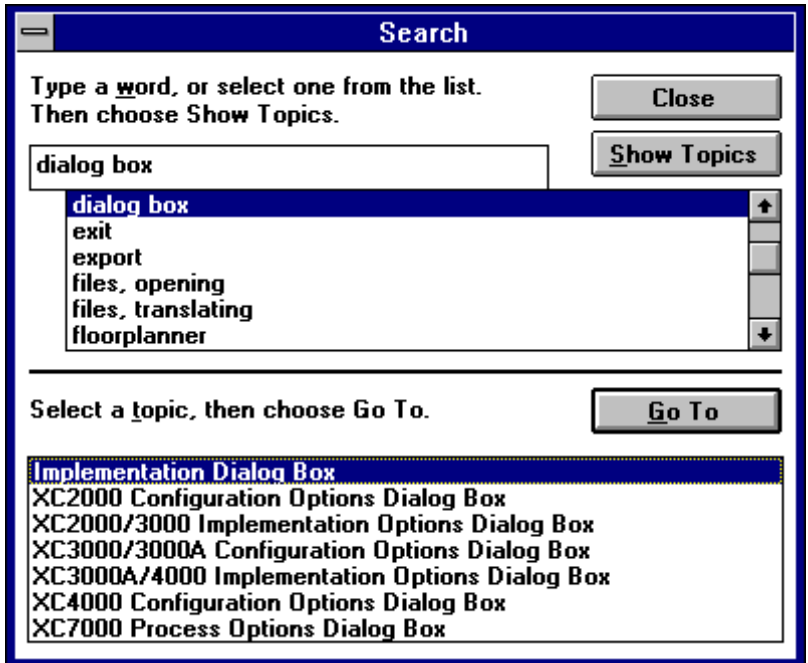 Search
Type a word, or select one from the list.
Then choose Show Topics.
Close
Show Topics
dialog box
dialog box
exit
export
files, opening
files, translating
floorplanner
Select a topic, then choose Go To.
Go To
Implementation Dialog Box
XC2000 Configuration Options Dialog Box
XC2000/3000 Implementation Options Dialog Box
XC3000/3000A Configuration Options Dialog Box
XC3000A/4000 Implementation Options Dialog Box
XC4000 Configuration Options Dialog Box
XC7000 Process Options Dialog Box